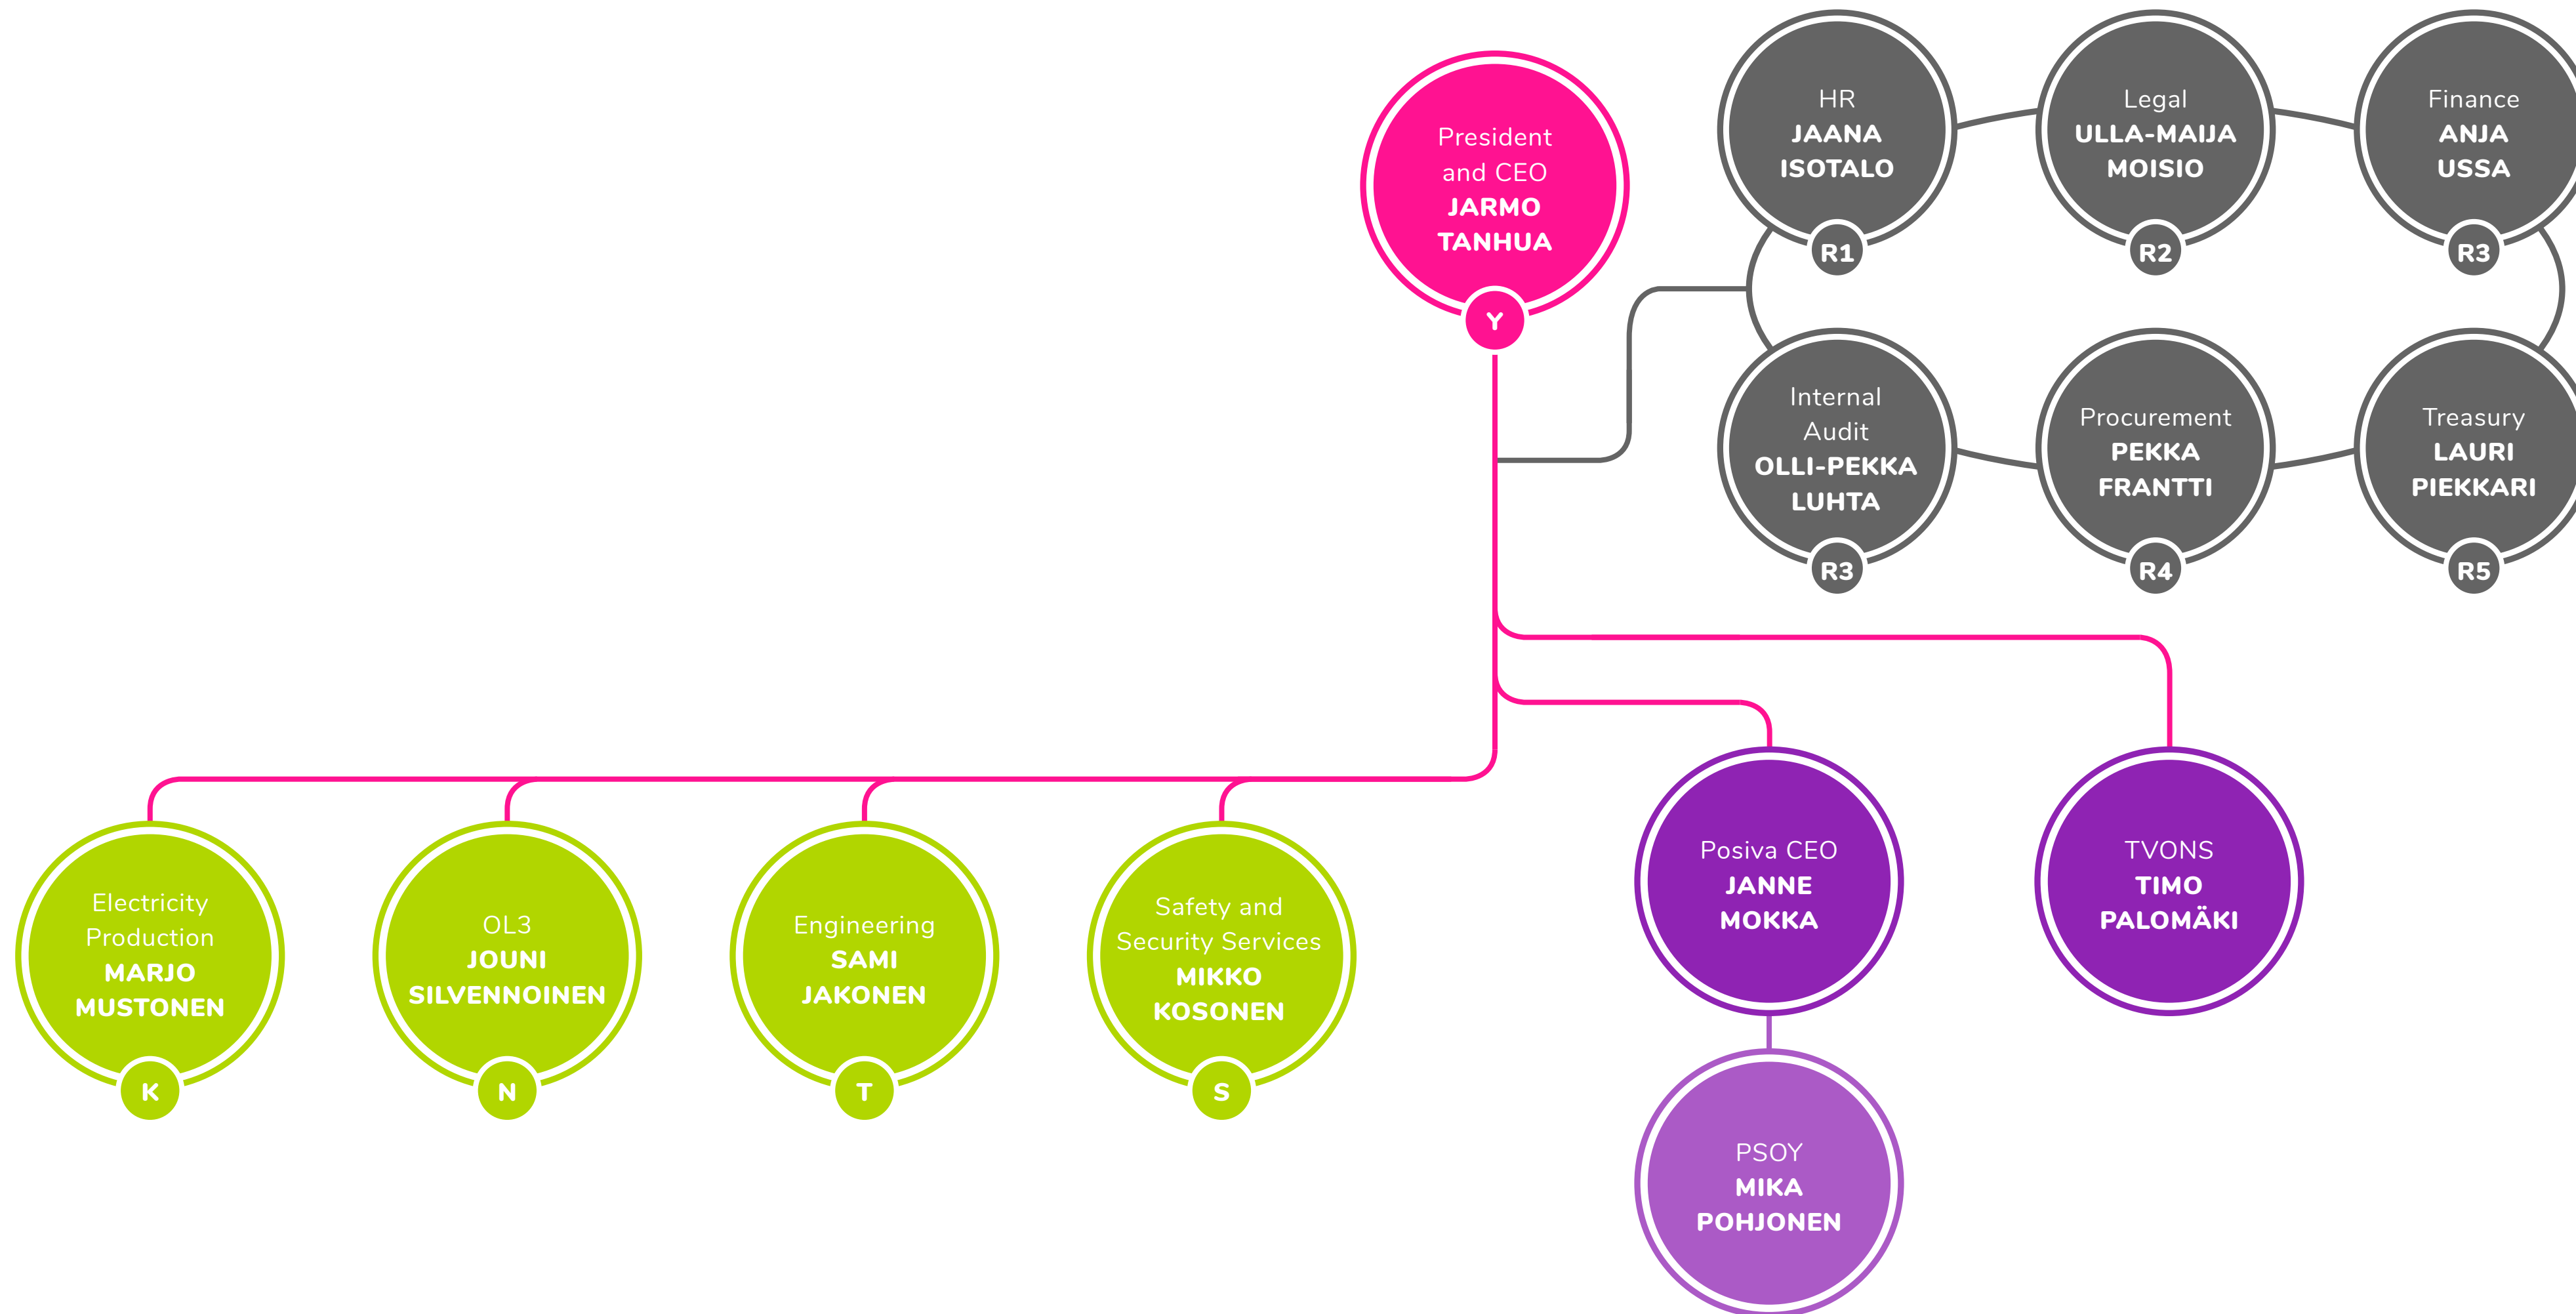 President
and CEO
JARMO
TANHUA
Y
HR
JAANA
ISOTALO
R1
Legal
ULLA-MAIJA
MOISIO
R2
Finance
ANJA
USSA
R3
Internal
Audit
OLLI-PEKKA
LUHTA
R3
Procurement
PEKKA
FRANTTI
R4
Treasury
LAURI
PIEKKARI
R5
Electricity
Production
MARJO
MUSTONEN
K
OL3
JOUNI
SILVENNOINEN
N
Engineering
SAMI
JAKONEN
T
Safety and
Security Services
MIKKO
KOSONEN
S
Posiva CEO
JANNE
MOKKA
TVONS
TIMO
PALOMÄKI
PSOY
MIKA
POHJONEN